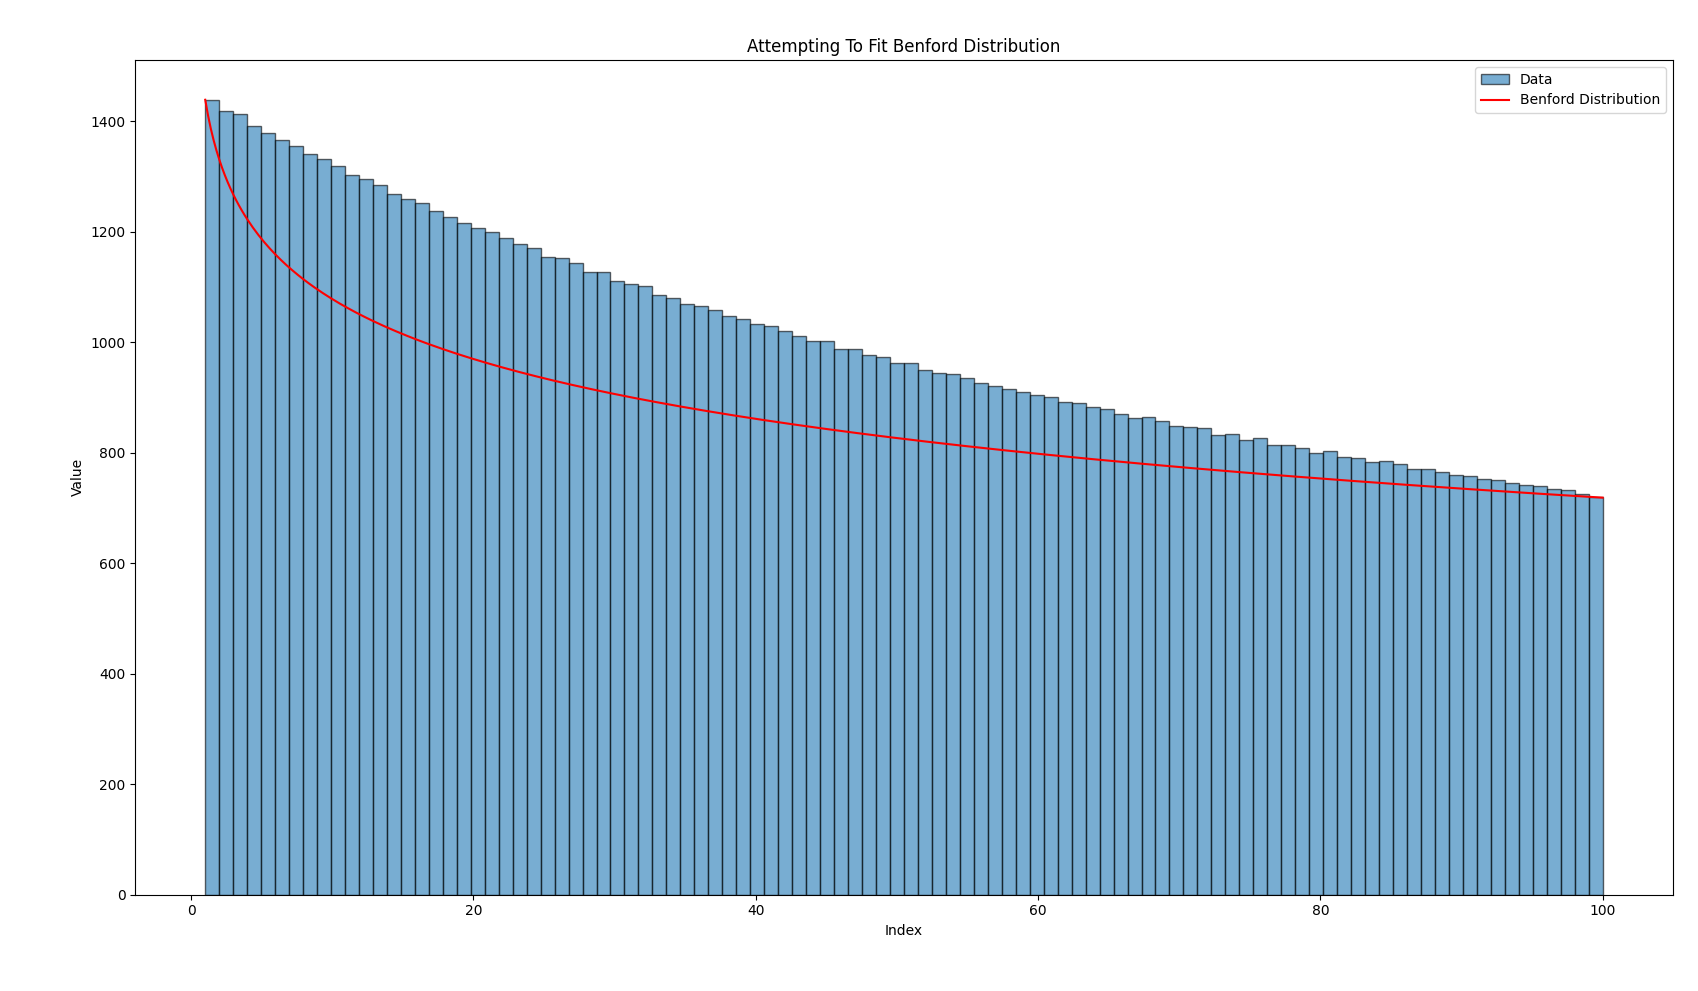 Attempting To Fit Benford Distribution
Data
Benford Distribution
1400
1200
1000
800
600
400
200
0
Value
0 20 40 60 80 100
Index